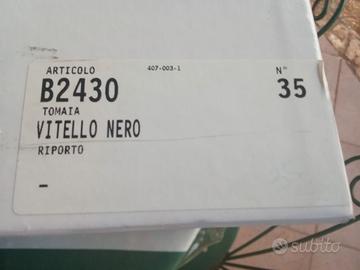 ARTICOLO 407-003-1 N°
B2430 35
TOMAIA
VITELLO NERO
RIPORTO
–
subito